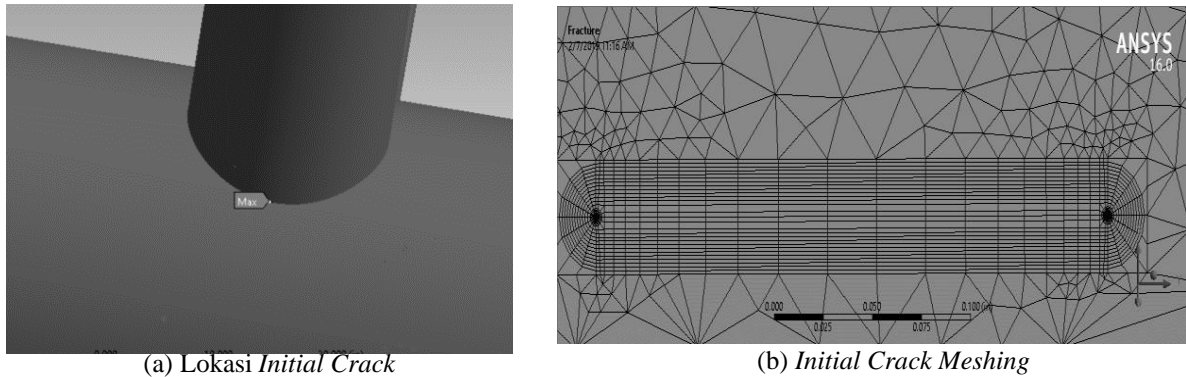 Max
(a) Lokasi Initial Crack
Fracture
2/7/2019 11:16 AM
ANSYS
16.0
0.000
0.050
0.100 (in)
0.025
0.075
(b) Initial Crack Meshing